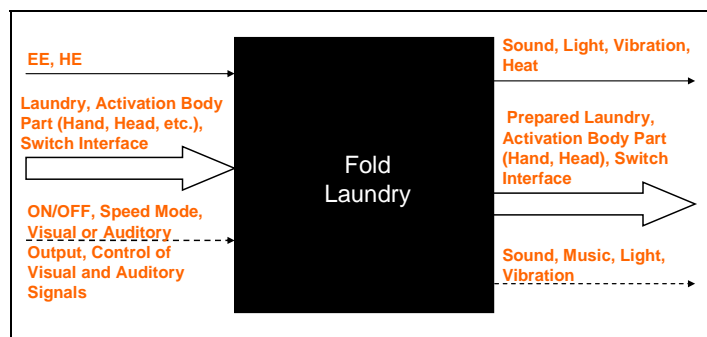 EE, HE
Laundry, Activation Body
Part (Hand, Head, etc.),
Switch Interface
ON/OFF, Speed Mode,
Visual or Auditory
Output, Control of
Visual and Auditory
Signals
Fold
Laundry
Sound, Light, Vibration,
Heat
Prepared Laundry,
Activation Body Part
(Hand, Head), Switch
Interface
Sound, Music, Light,
Vibration